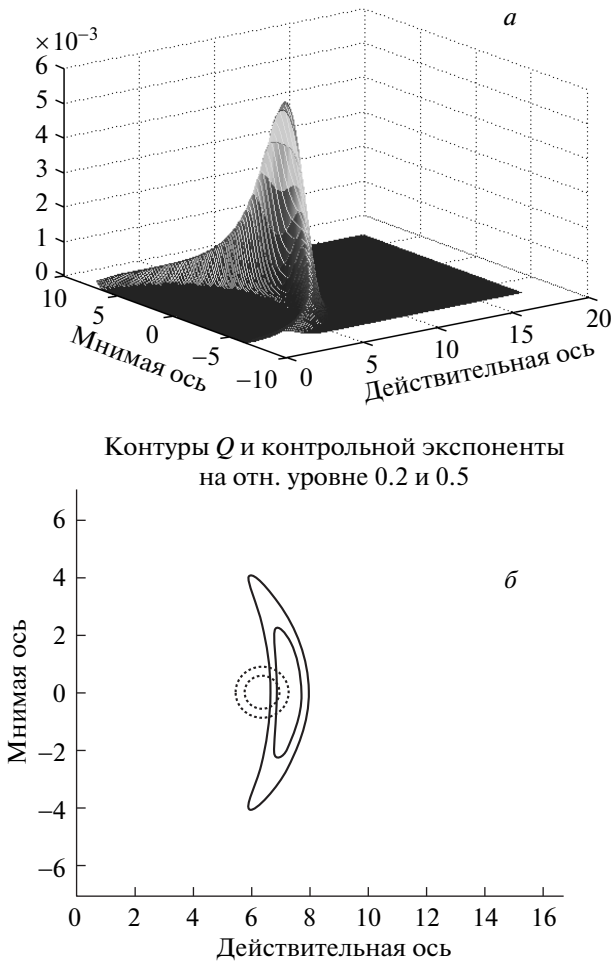 а
×10⁻³
6
5
4
3
2
1
0
10
5
0
−5
−10
Мнимая ось
0
5
10
15
20
Действительная ось
Контуры Q и контрольной экспоненты
на отн. уровне 0.2 и 0.5
б
6
4
2
0
−2
−4
−6
Мнимая ось
0 2 4 6 8 10 12 14 16
Действительная ось